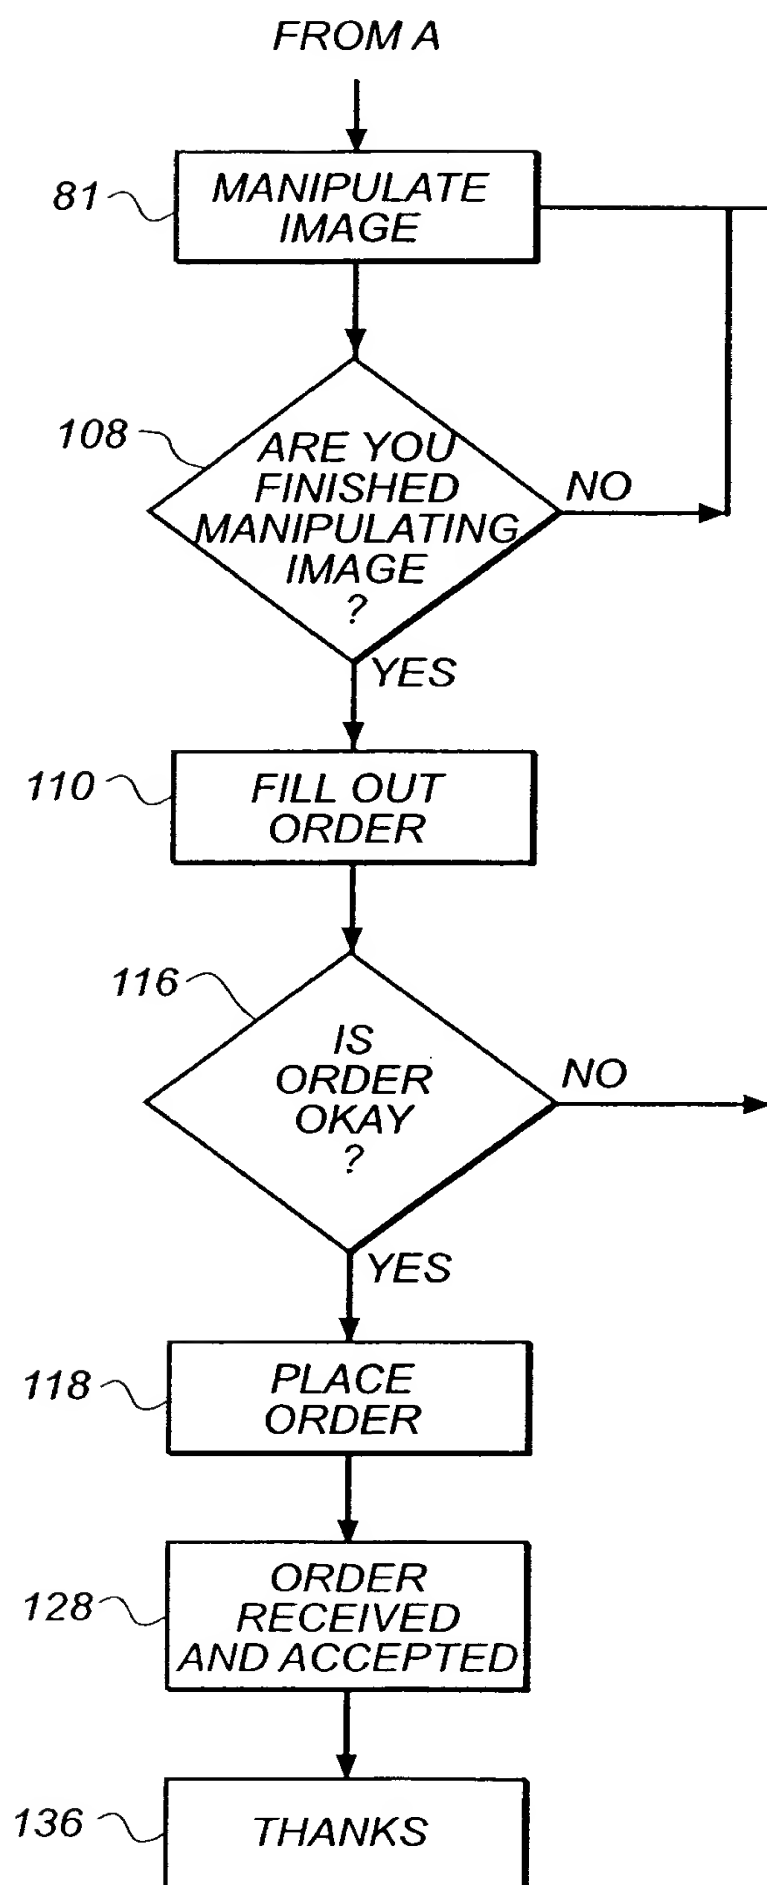 FROM A
81
MANIPULATE
IMAGE
108
ARE YOU
FINISHED
MANIPULATING
IMAGE
?
NO
YES
110
FILL OUT
ORDER
116
IS
ORDER
OKAY
?
NO
YES
118
PLACE
ORDER
128
ORDER
RECEIVED
AND ACCEPTED
136
THANKS